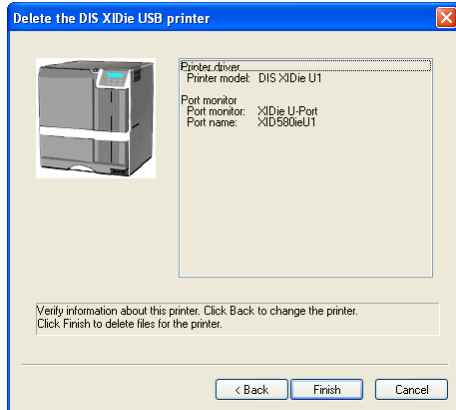 Delete the DIS XIDie USB printer
Printer driver
Printer model: DIS XIDie U1
Port monitor
Port monitor: XIDie U-Port
Port name: XID580ieU1
Verify information about this printer. Click Back to change the printer.
Click Finish to delete files for the printer.
< Back Finish Cancel